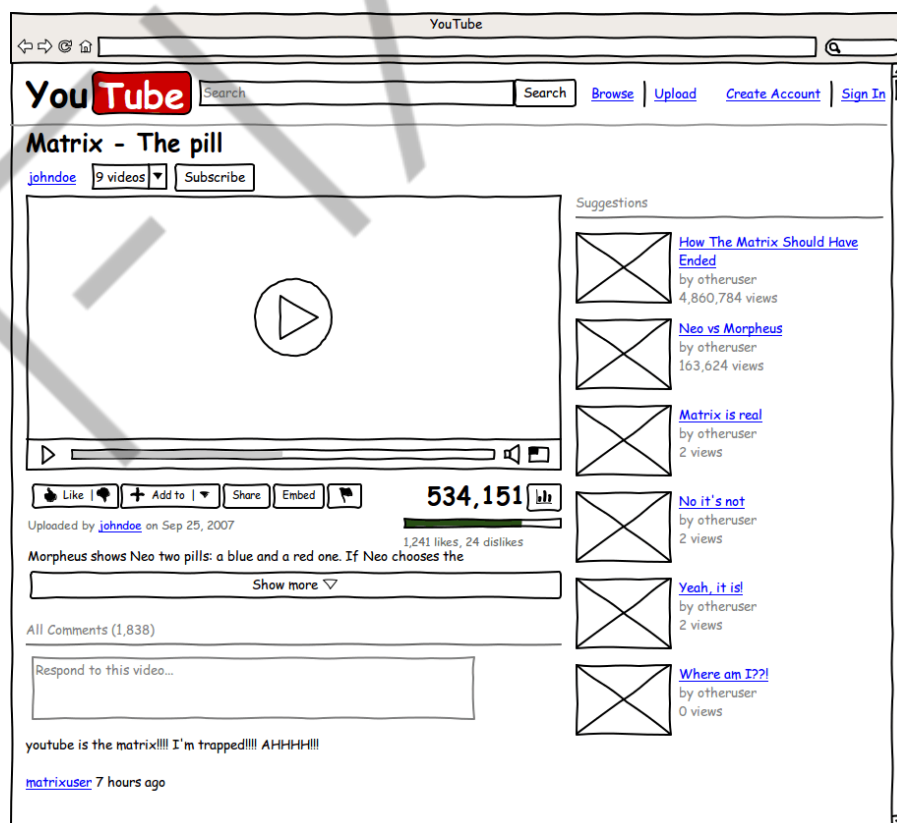 YouTube
You Tube
Search
Search
Browse
Upload
Create Account
Sign In
Matrix - The pill
johndoe
9 videos
Subscribe
Like
Add to
Share
Embed
534,151
Uploaded by johndoe on Sep 25, 2007
1,241 likes, 24 dislikes
Morpheus shows Neo two pills: a blue and a red one. If Neo chooses the
Show more
All Comments (1,838)
Respond to this video...
youtube is the matrix!!!! I'm trapped!!!! AHHHH!!!
matrixuser 7 hours ago
Suggestions
How The Matrix Should Have
Ended
by otheruser
4,860,784 views
Neo vs Morpheus
by otheruser
163,624 views
Matrix is real
by otheruser
2 views
No it's not
by otheruser
2 views
Yeah, it is!
by otheruser
2 views
Where am I??!
by otheruser
0 views